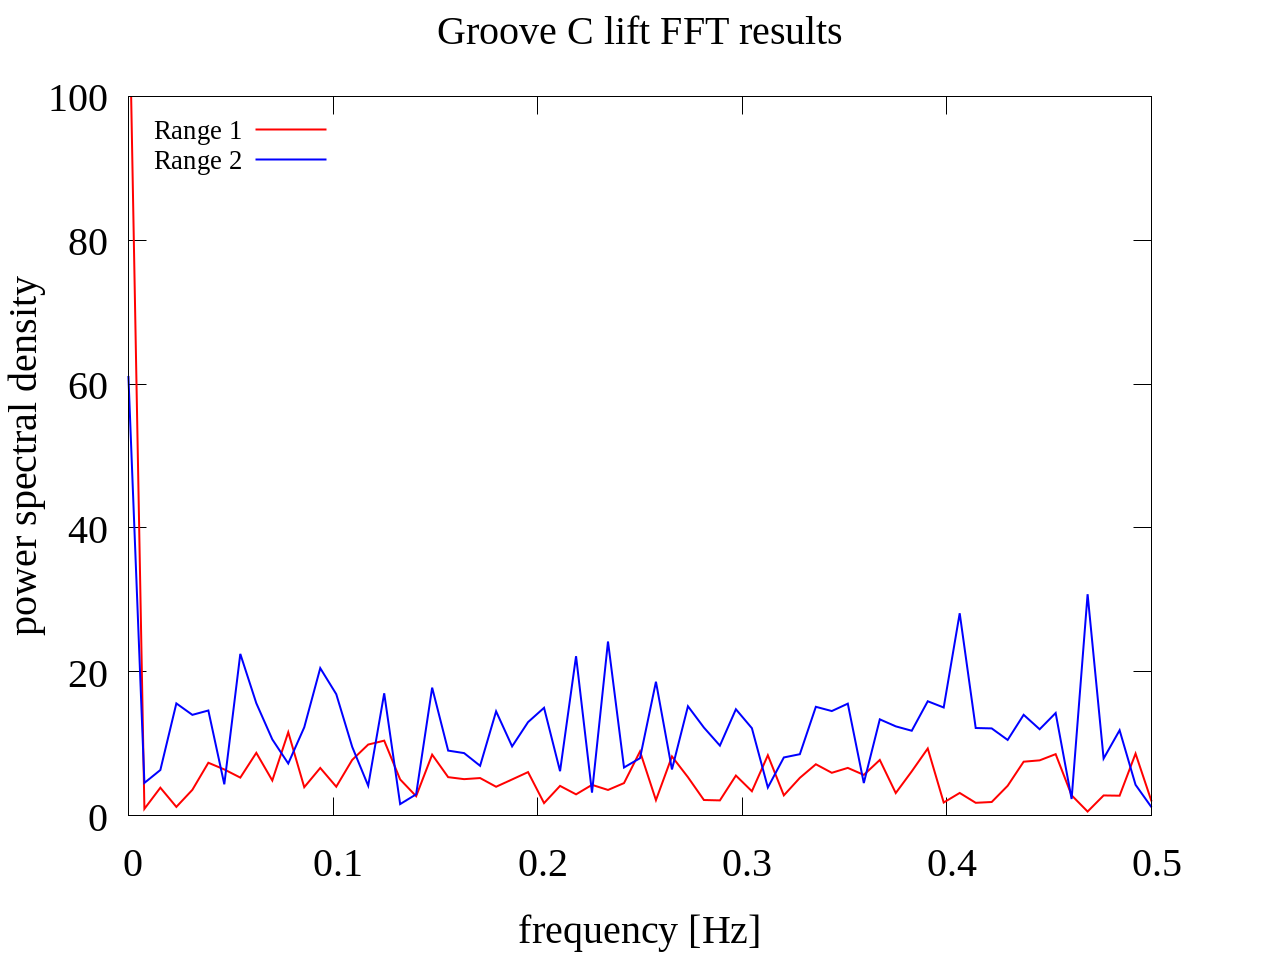 Groove C lift FFT results
100
80
60
40
20
0
power spectral density
Range 1
Range 2
0 0.1 0.2 0.3 0.4 0.5
frequency [Hz]